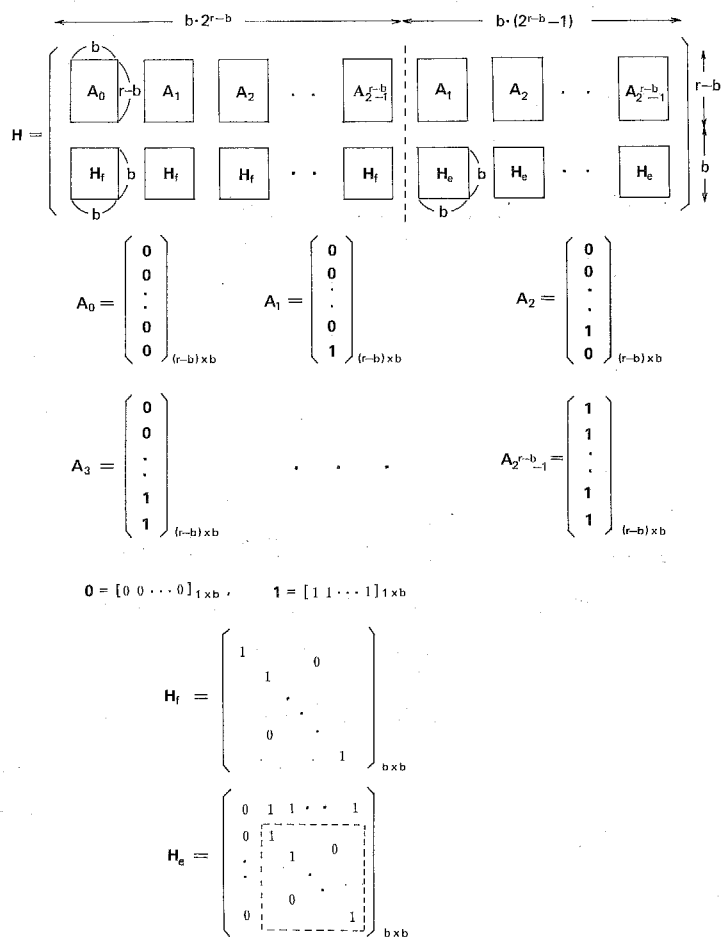 b·2^{r-b} b·(2^{r-b}-1)
b
A_0 r-b A_1 A_2 · · A_{2^{r-b}-1} A_1 A_2 · · A_{2^{r-b}-1} r-b
H =
H_f b H_f H_f · · H_f H_e b H_e · · H_e b
b b
A_0 = ( 0 0 · · 0 0 )_{(r-b)×b} A_1 = ( 0 0 · · 0 1 )_{(r-b)×b} A_2 = ( 0 0 · · 1 0 )_{(r-b)×b}
A_3 = ( 0 0 · · 1 1 )_{(r-b)×b} · · · A_{2^{r-b}-1} = ( 1 1 · · 1 1 )_{(r-b)×b}
0 = [0 0 ··· 0]_{1×b} , 1 = [1 1 ··· 1]_{1×b}
1 0
1
H_f = ·
·
0 ·
1
b×b
0 1 1 · · 1
0 1
· 1 0
H_e = · ·
0 ·
0 1
b×b